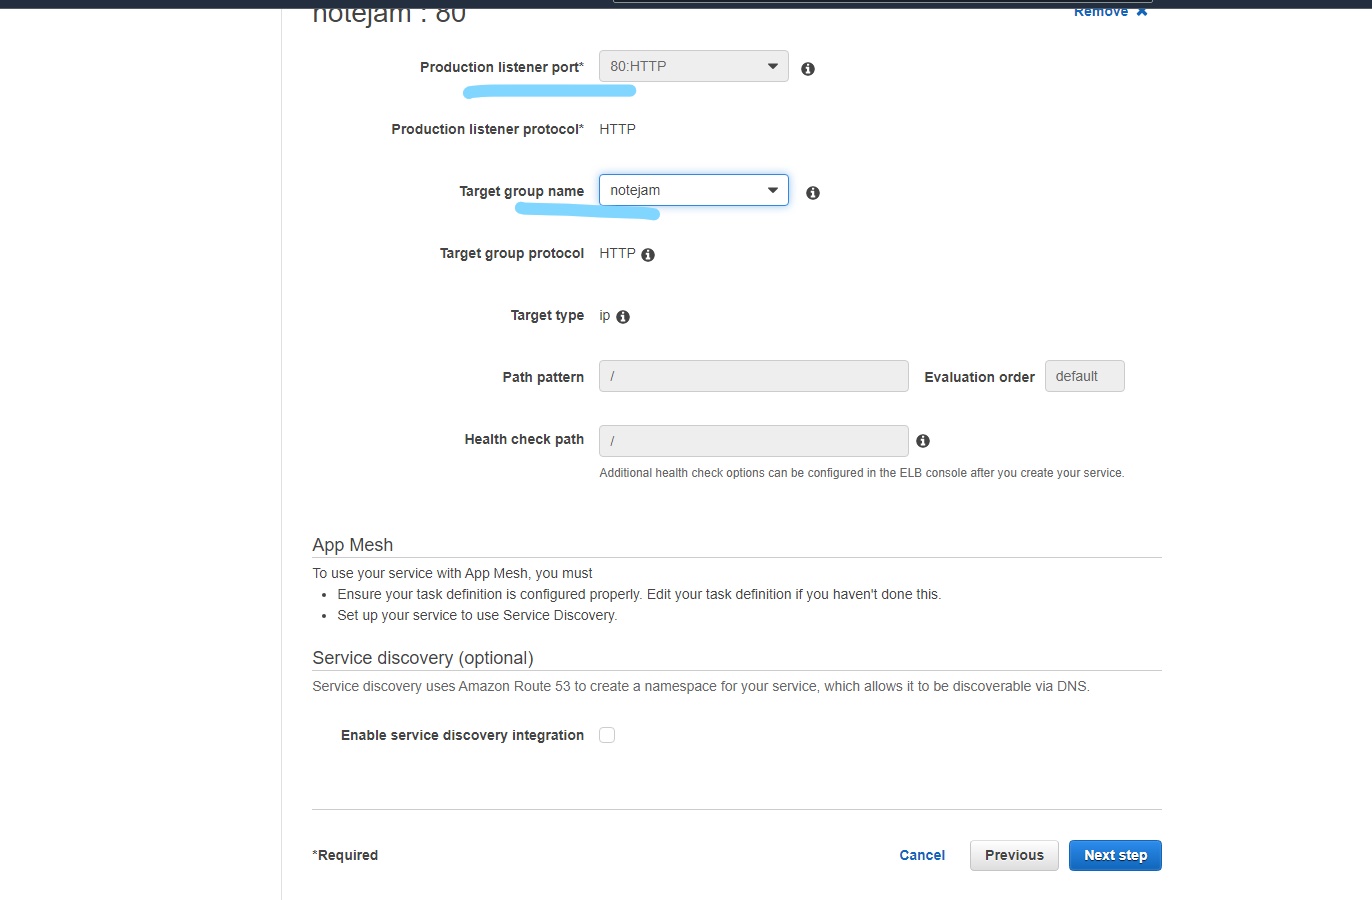 notejam : 80
Remove ×
Production listener port* 80:HTTP
Production listener protocol* HTTP
Target group name notejam
Target group protocol HTTP
Target type ip
Path pattern / Evaluation order default
Health check path /
Additional health check options can be configured in the ELB console after you create your service.
App Mesh
To use your service with App Mesh, you must
• Ensure your task definition is configured properly. Edit your task definition if you haven't done this.
• Set up your service to use Service Discovery.
Service discovery (optional)
Service discovery uses Amazon Route 53 to create a namespace for your service, which allows it to be discoverable via DNS.
Enable service discovery integration
*Required
Cancel Previous Next step